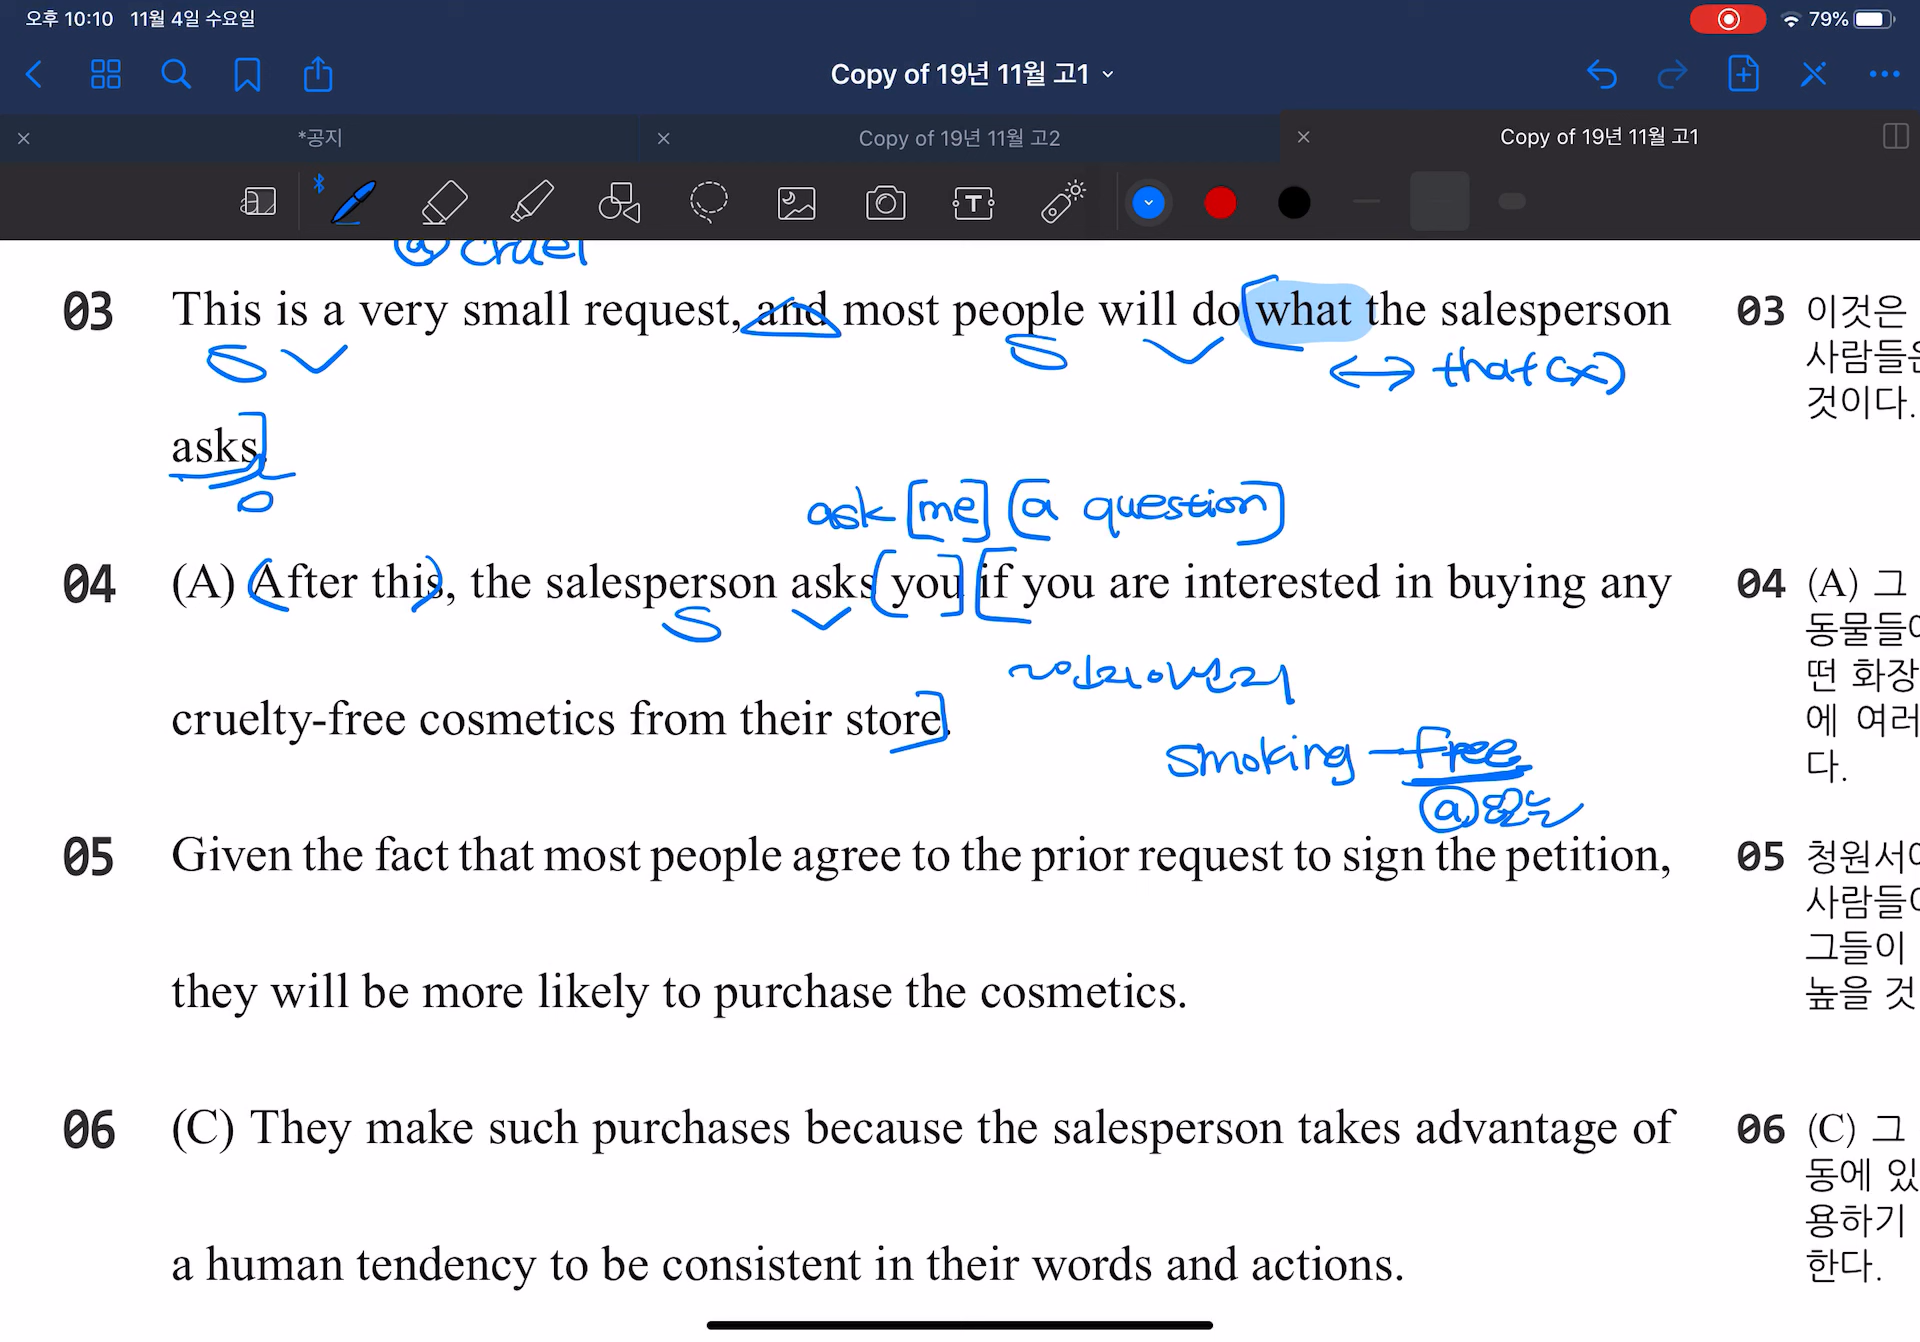 오후 10:10 11월 4일 수요일
79%
Copy of 19년 11월 고1
*공지
Copy of 19년 11월 고2
Copy of 19년 11월 고1
ⓐ cruel
03 This is a very small request, and most people will do what the salesperson
S S
↔ that(x)
asks.
O
ask [me] [a question]
04 (A) After this, the salesperson asks you if you are interested in buying any
S
~인지아닌지
cruelty-free cosmetics from their store.
smoking-free
ⓐ 없는
05 Given the fact that most people agree to the prior request to sign the petition,
they will be more likely to purchase the cosmetics.
06 (C) They make such purchases because the salesperson takes advantage of
a human tendency to be consistent in their words and actions.
03 이것은
사람들은
것이다.
04 (A) 그
동물들에
떤 화장
에 여러
다.
05 청원서에
사람들이
그들이
높을 것
06 (C) 그
동에 있
용하기
한다.